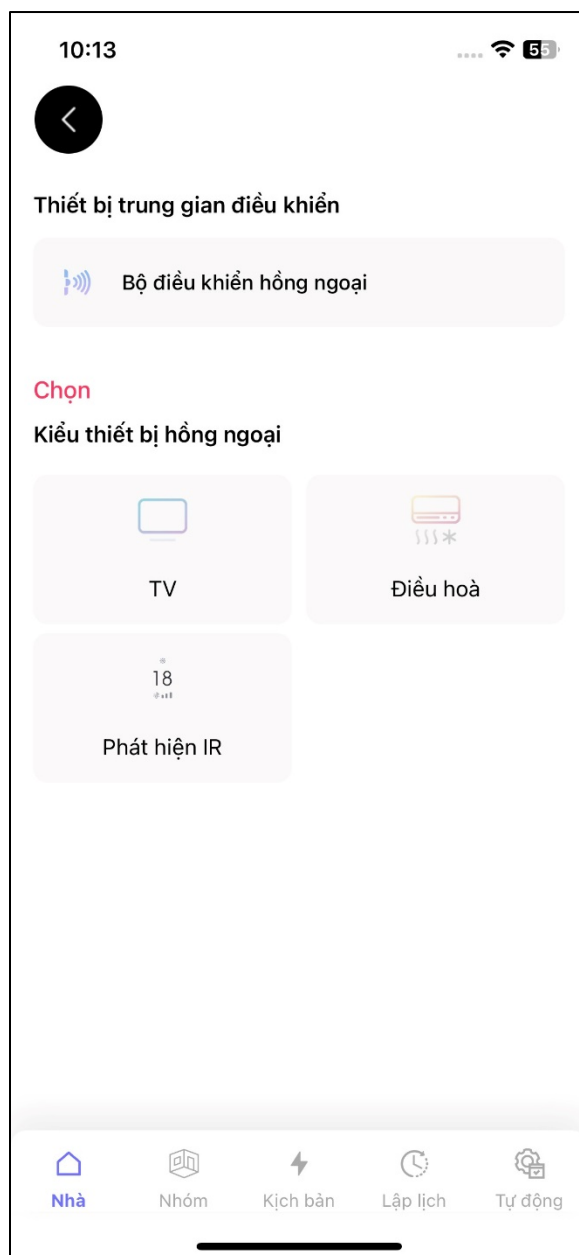 10:13
55
Thiết bị trung gian điều khiển
Bộ điều khiển hồng ngoại
Chọn
Kiểu thiết bị hồng ngoại
TV
Điều hoà
18
Phát hiện IR
Nhà
Nhóm
Kịch bản
Lập lịch
Tự động